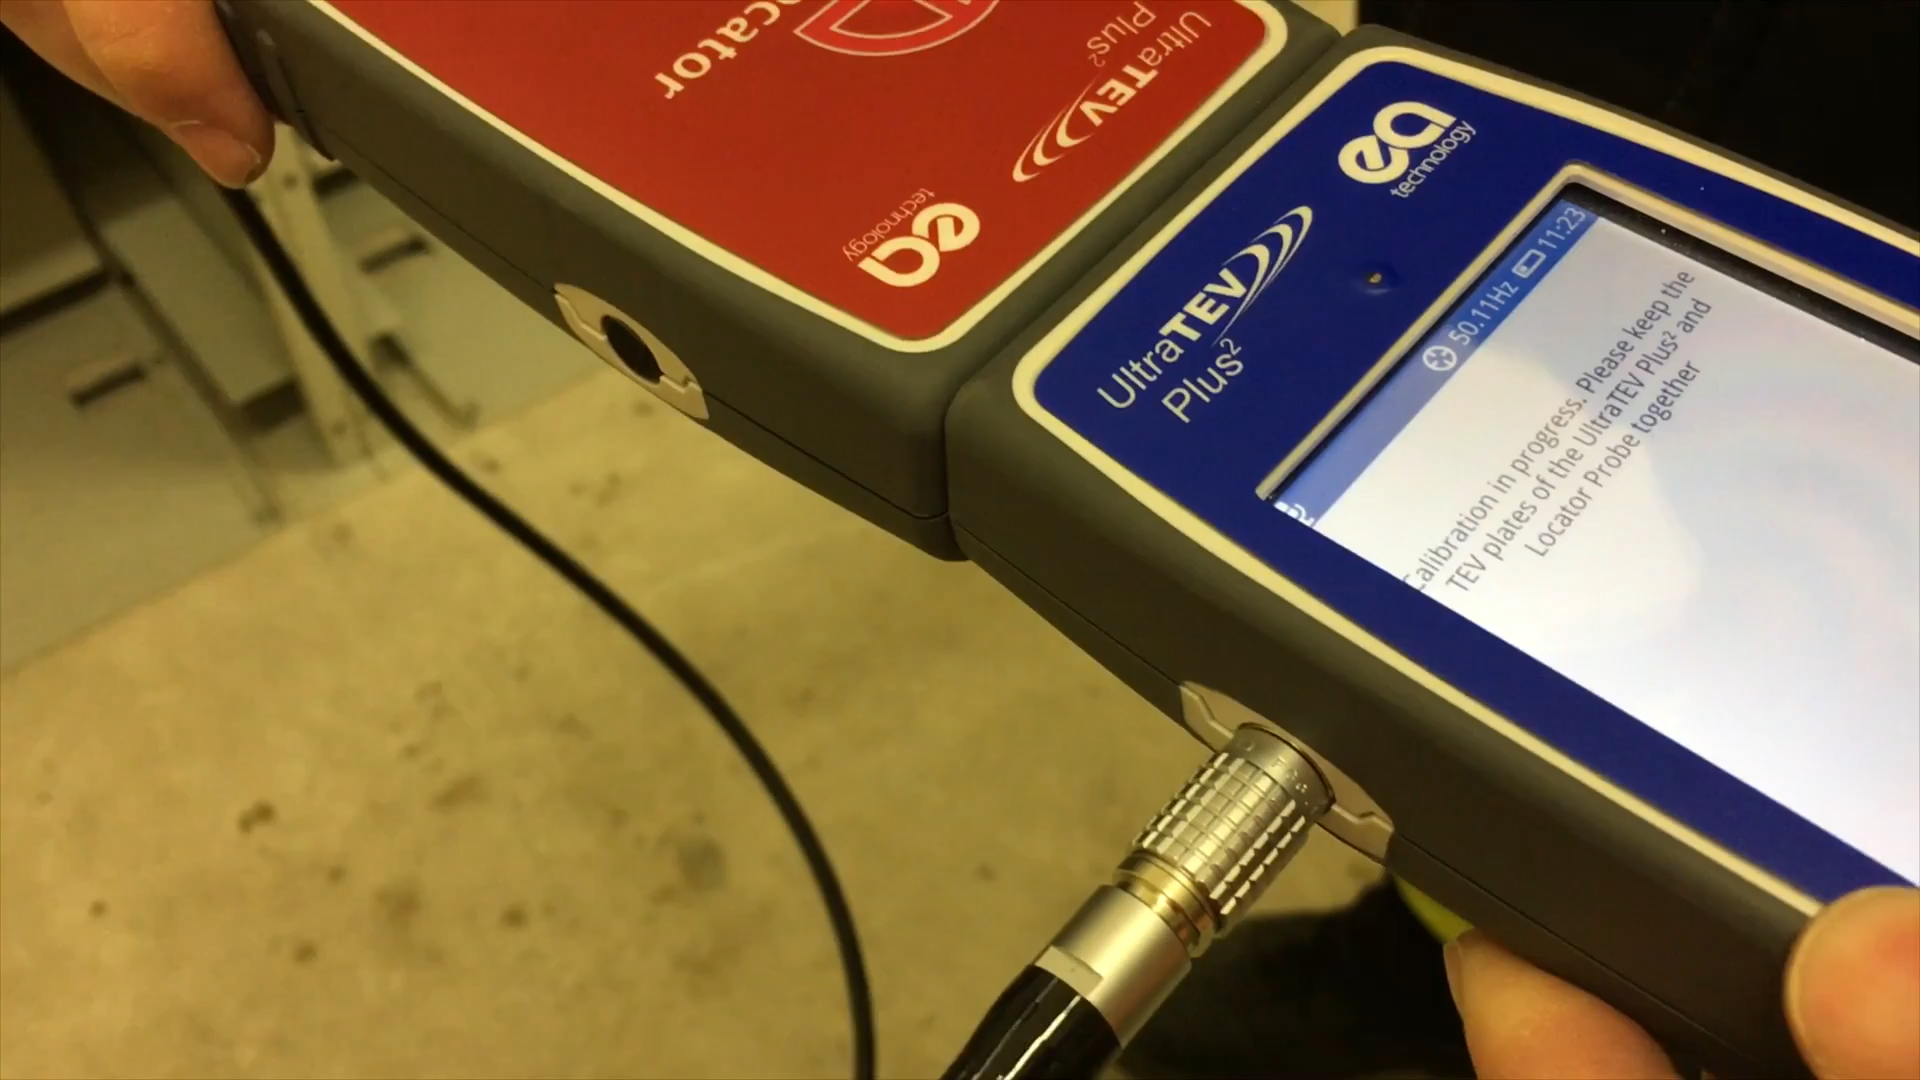 ocator
UltraTEV
Plus²
ea
technology
ea
technology
UltraTEV
Plus²
50.11Hz 11:23
Calibration in progress. Please keep the
TEV plates of the UltraTEV Plus² and
Locator Probe together